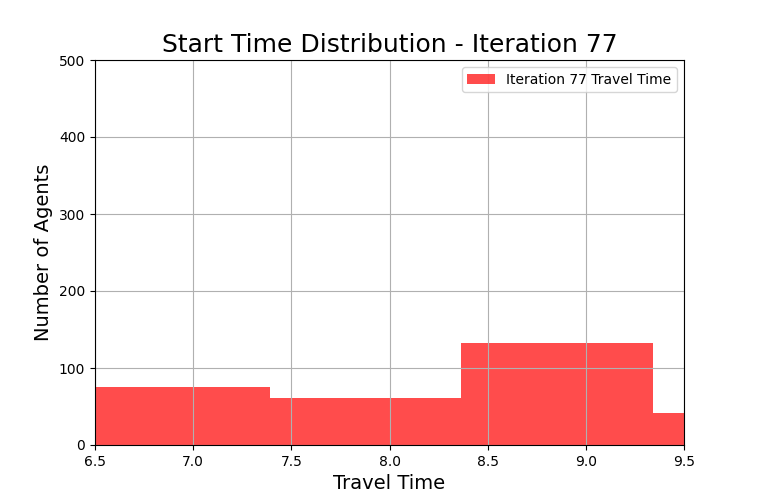 Start Time Distribution - Iteration 77
Iteration 77 Travel Time
Number of Agents
500
400
300
200
100
0
6.5 7.0 7.5 8.0 8.5 9.0 9.5
Travel Time